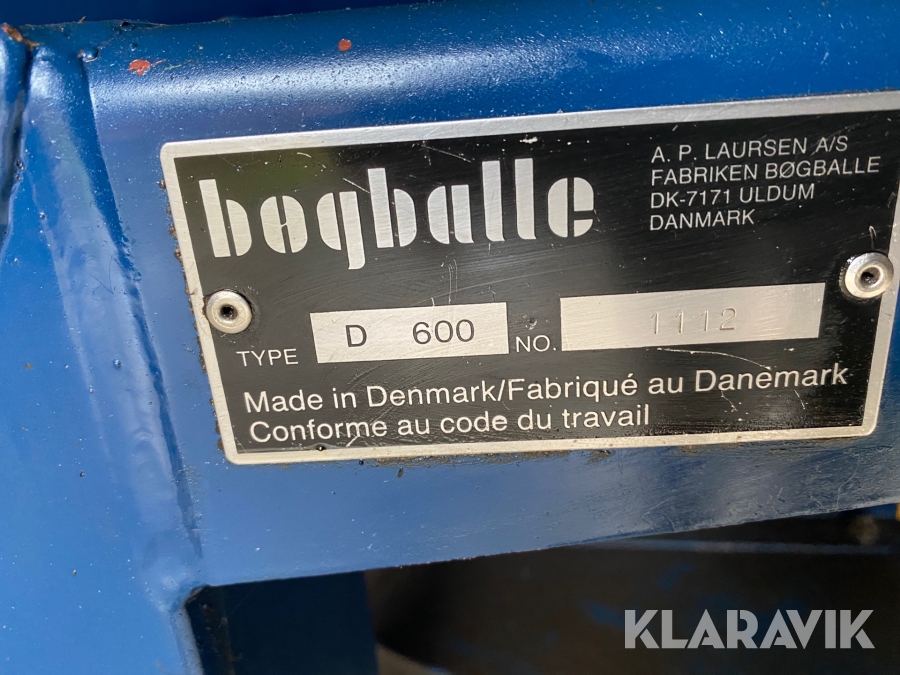 bøgballe
A. P. LAURSEN A/S
FABRIKEN BØGBALLE
DK-7171 ULDUM
DANMARK
TYPE D 600 NO. 1112
Made in Denmark/Fabriqué au Danemark
Conforme au code du travail
KLARAVIK